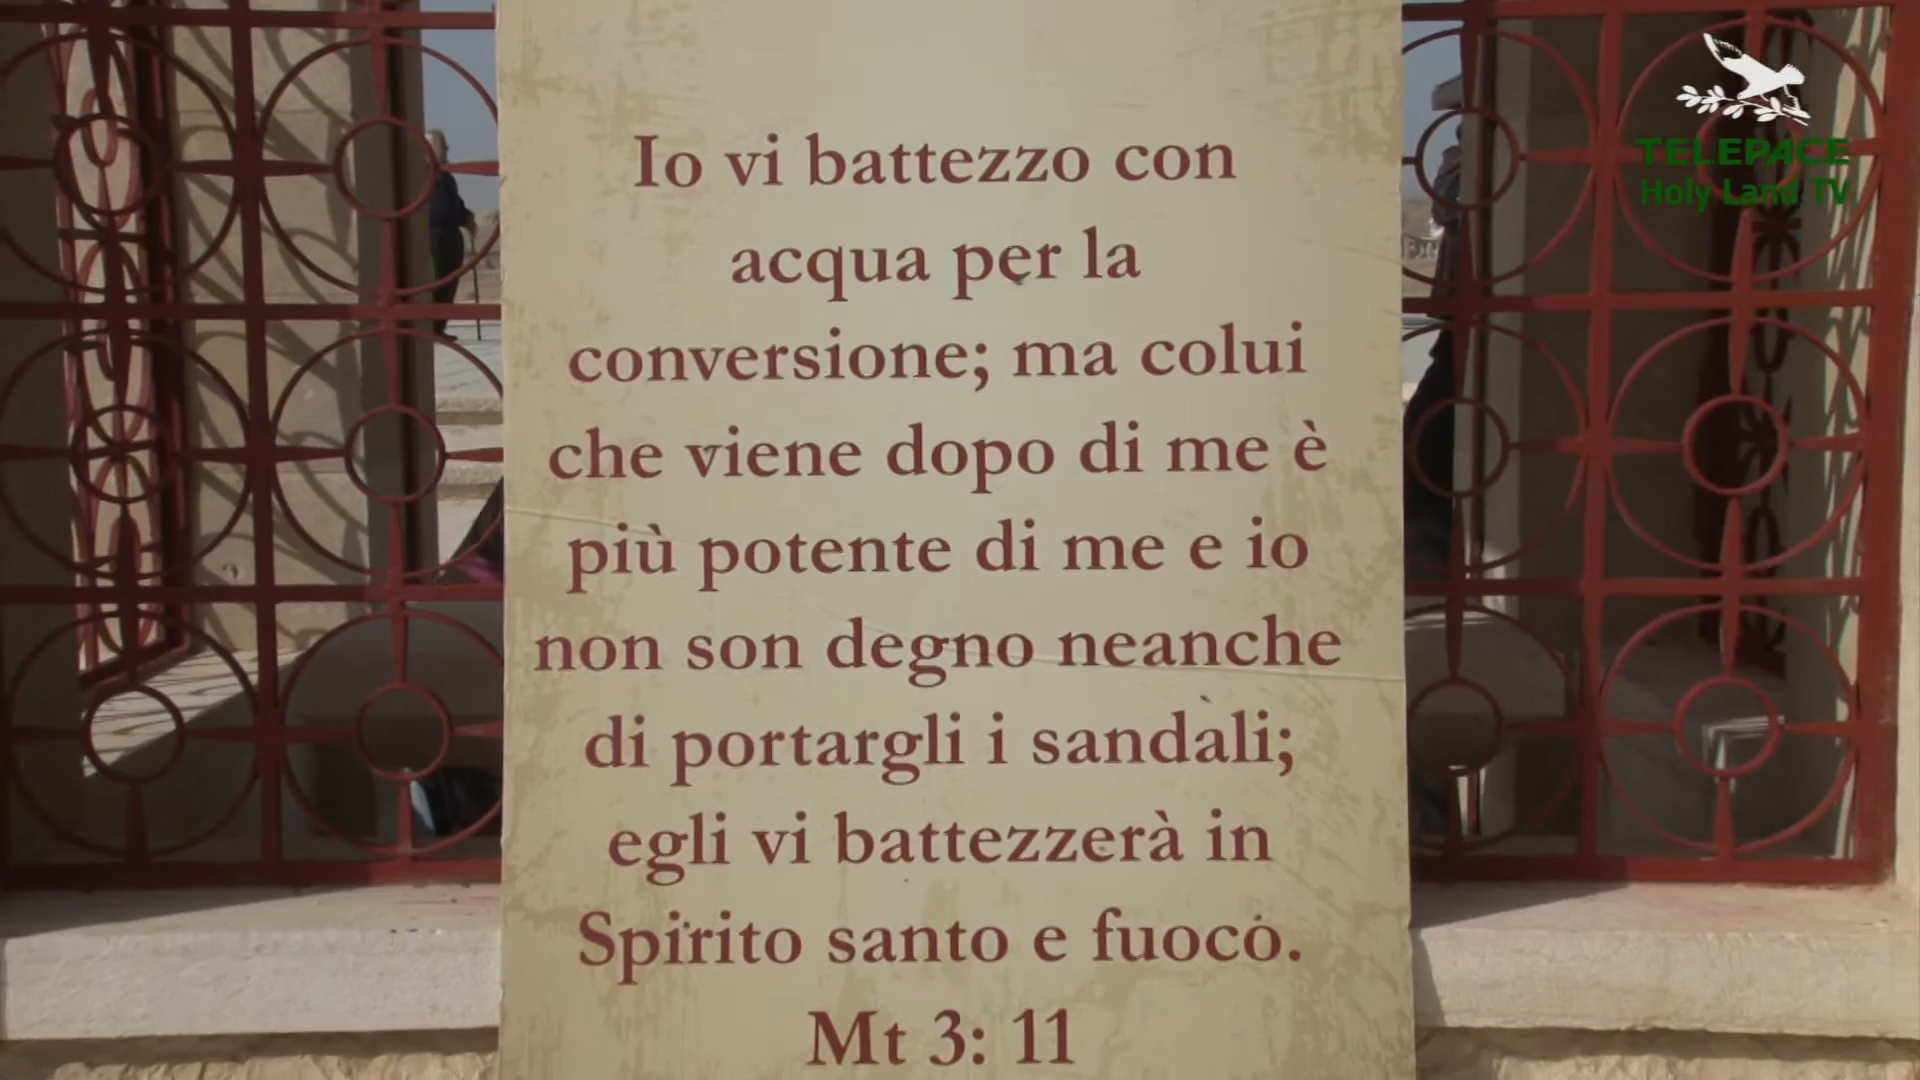 Io vi battezzo con
acqua per la
conversione; ma colui
che viene dopo di me è
più potente di me e io
non son degno neanche
di portargli i sandali;
egli vi battezzerà in
Spirito santo e fuoco.
Mt 3: 11
TELEPACE
Holy Land TV